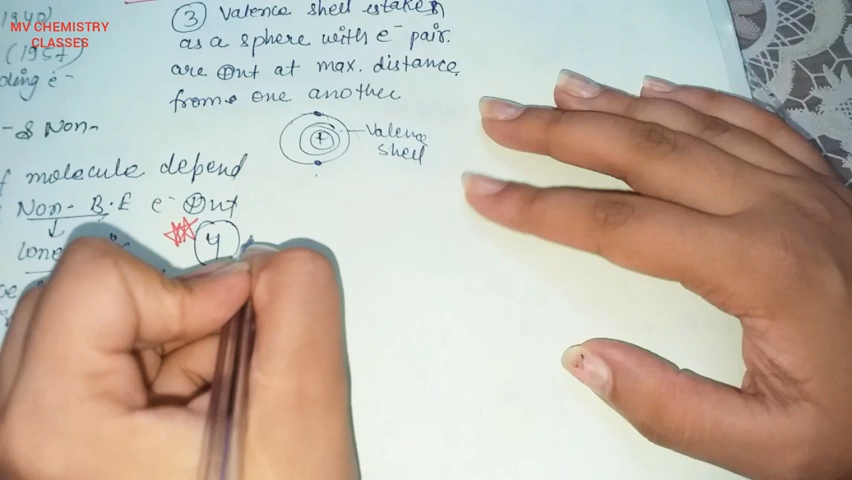 MV CHEMISTRY
CLASSES
1940)
(1957)
ding e-
- & Non-
f molecule depend
Non- B.E e- ⊕nt
↓
lone
③ Valence shell is taken
as a sphere with e- pair.
are ⊕nt at max. distance
from one another
+
Valence
shell
4